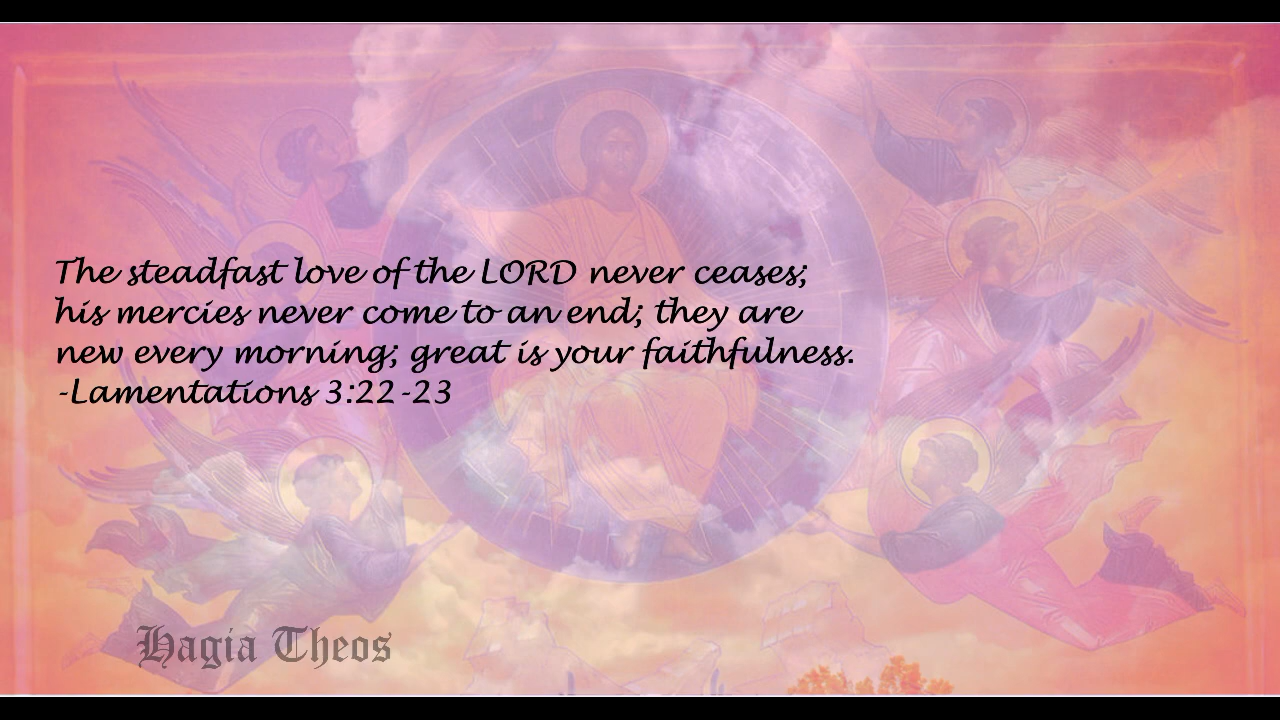 The steadfast love of the LORD never ceases;
his mercies never come to an end; they are
new every morning; great is your faithfulness.
-Lamentations 3:22-23
Hagia Theos